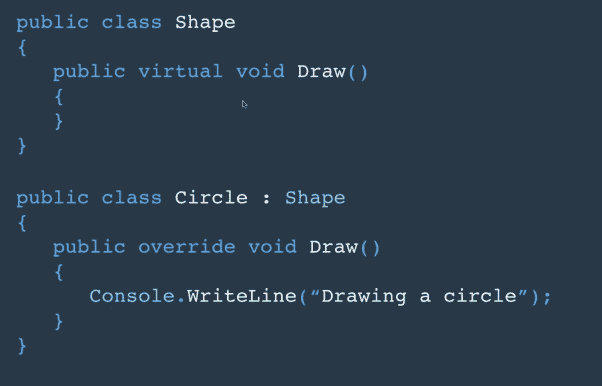 public class Shape
{
   public virtual void Draw()
   {
   }
}

public class Circle : Shape
{
   public override void Draw()
   {
      Console.WriteLine(“Drawing a circle”);
   }
}